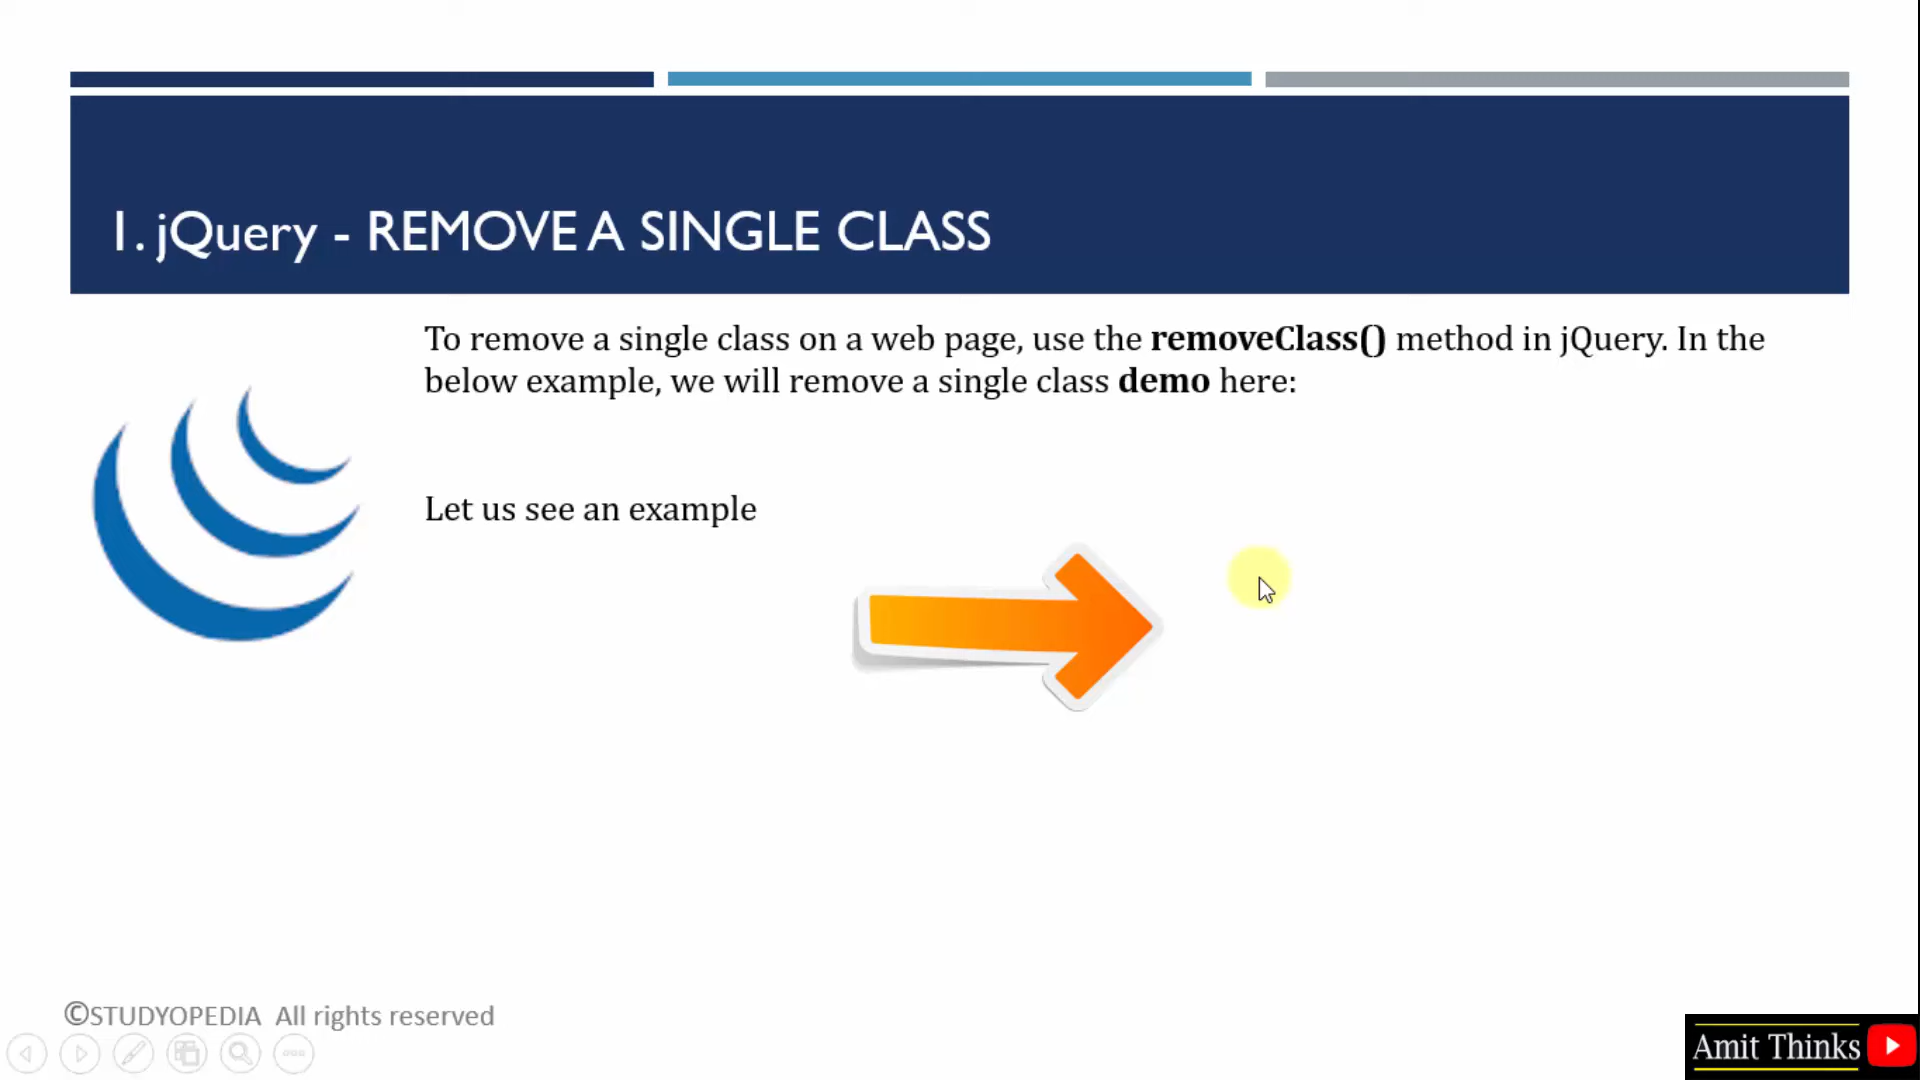 1. jQuery - REMOVE A SINGLE CLASS
To remove a single class on a web page, use the removeClass() method in jQuery. In the
below example, we will remove a single class demo here:
Let us see an example
©STUDYOPEDIA All rights reserved
Amit Thinks